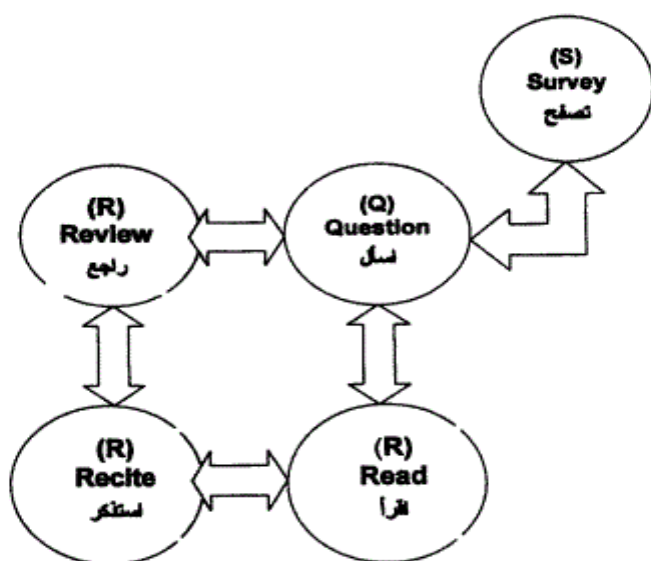 (S)
Survey
تصفح
(R)
Review
راجع
(Q)
Question
اسأل
(R)
Recite
استذكر
(R)
Read
اقرأ